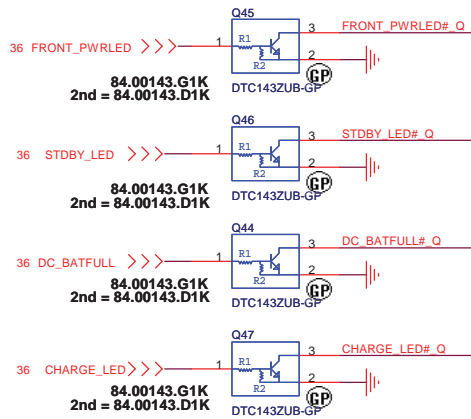 Q45
3 FRONT_PWRLED#_Q
36 FRONT_PWRLED 1 R1
R2 2
GP
84.00143.G1K
2nd = 84.00143.D1K
DTC143ZUB-GP
Q46
3 STDBY_LED#_Q
36 STDBY_LED 1 R1
R2 2
GP
84.00143.G1K
2nd = 84.00143.D1K
DTC143ZUB-GP
Q44
3 DC_BATFULL#_Q
36 DC_BATFULL 1 R1
R2 2
GP
84.00143.G1K
2nd = 84.00143.D1K
DTC143ZUB-GP
Q47
3 CHARGE_LED#_Q
36 CHARGE_LED 1 R1
R2 2
GP
84.00143.G1K
2nd = 84.00143.D1K
DTC143ZUB-GP